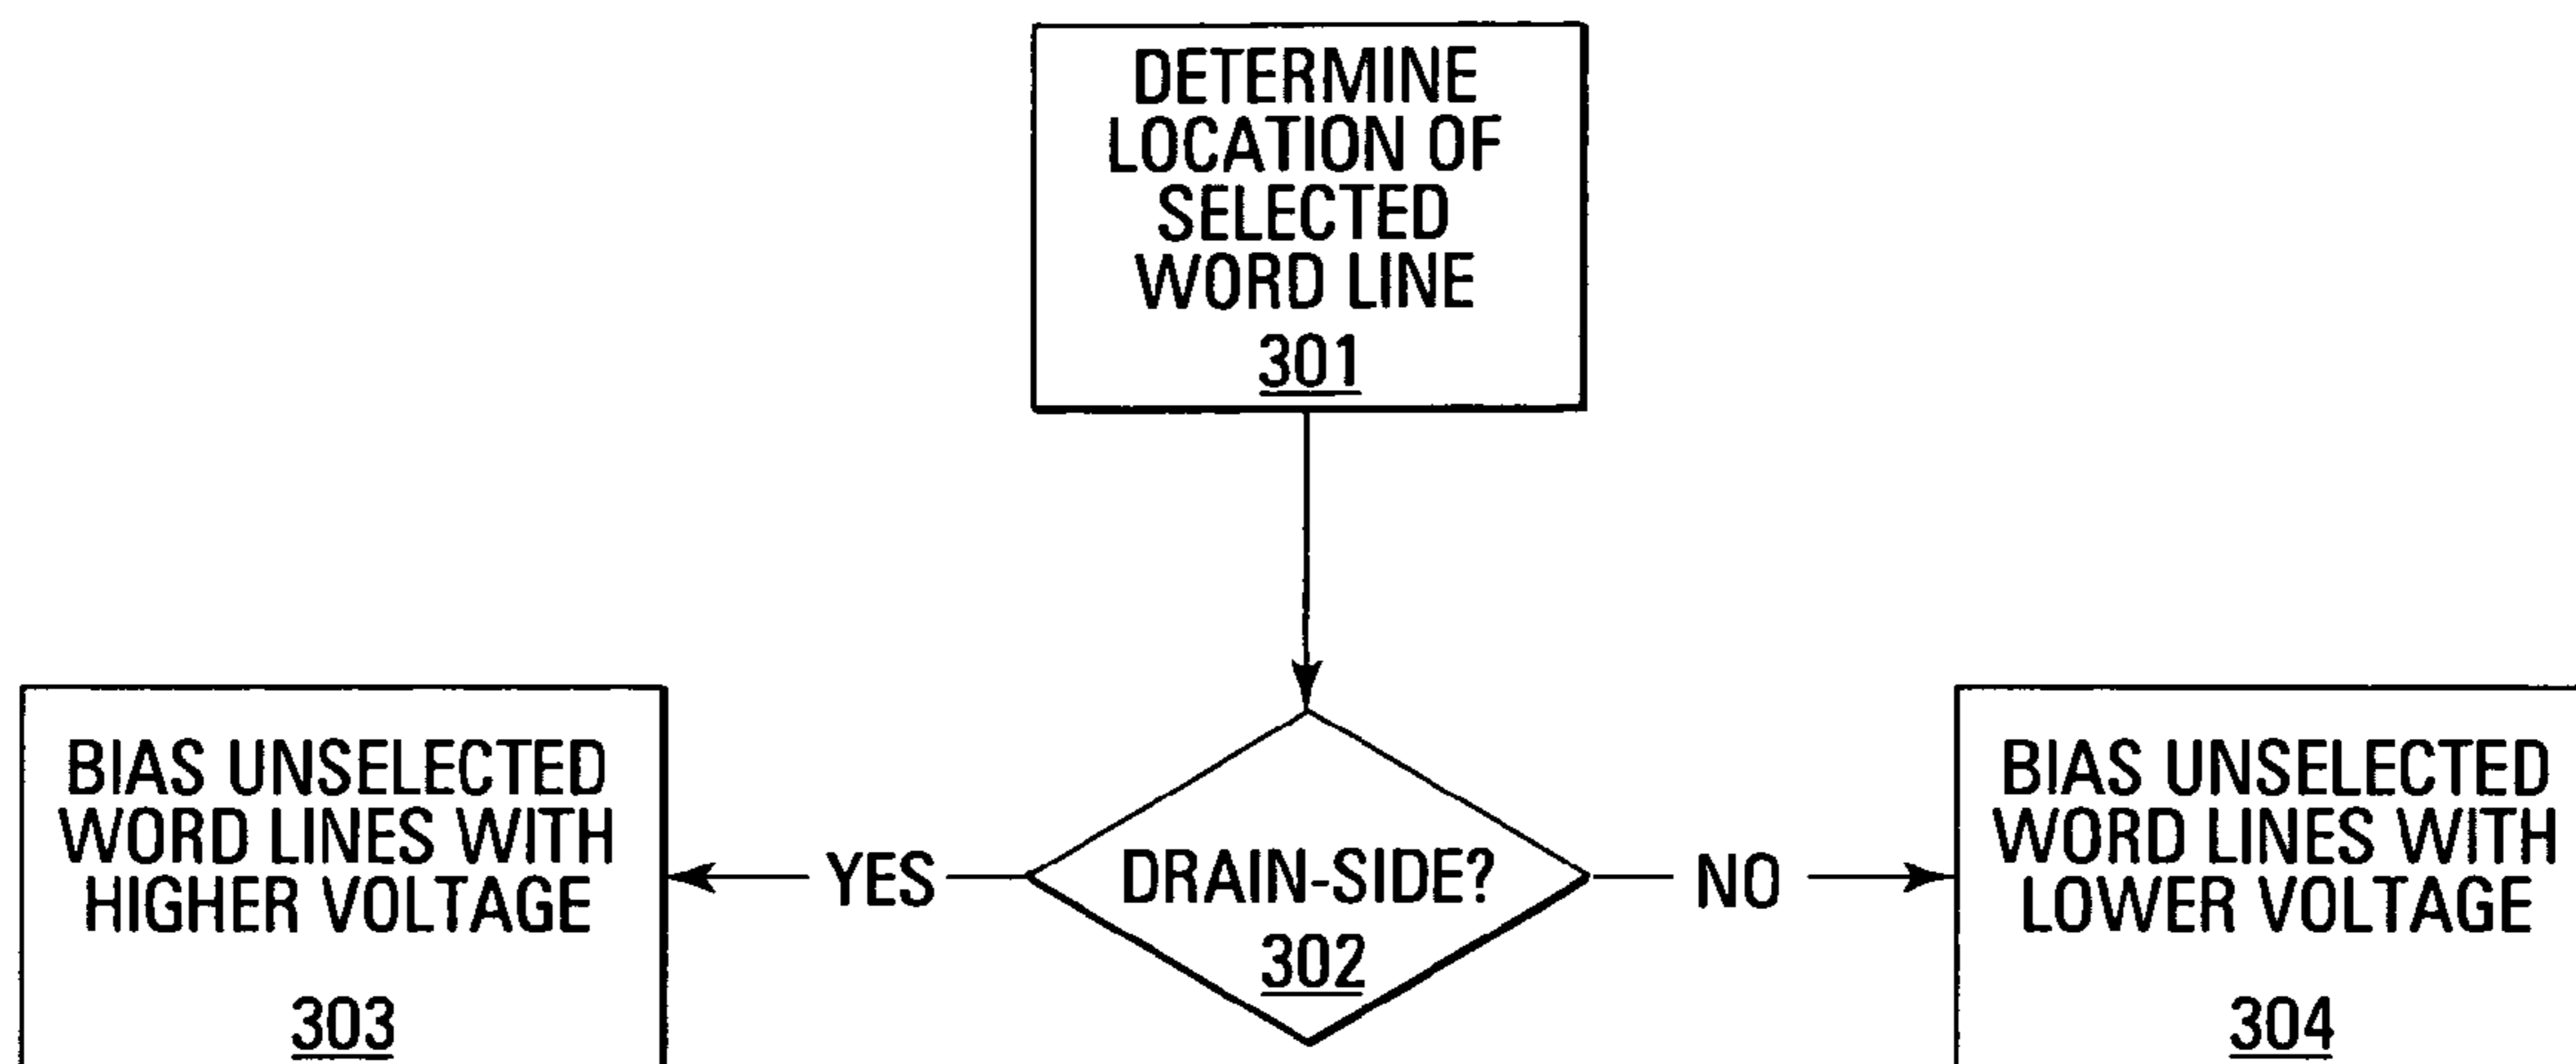 DETERMINE
LOCATION OF
SELECTED
WORD LINE
301
BIAS UNSELECTED
WORD LINES WITH
HIGHER VOLTAGE
303
YES
DRAIN-SIDE?
302
NO
BIAS UNSELECTED
WORD LINES WITH
LOWER VOLTAGE
304